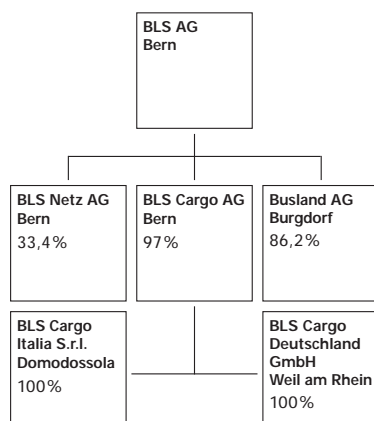 BLS AG
Bern
BLS Netz AG
Bern
33,4%
BLS Cargo AG
Bern
97%
Busland AG
Burgdorf
86,2%
BLS Cargo
Italia S.r.l.
Domodossola
100%
BLS Cargo
Deutschland
GmbH
Weil am Rhein
100%